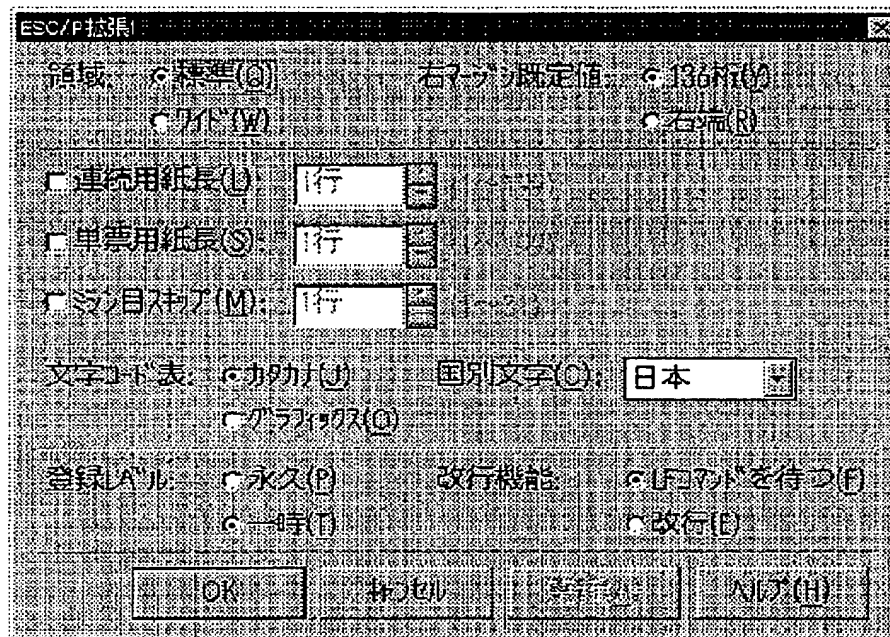 ESC/P拡張1
領域: 標準(Q) 右マージン既定値: 136桁(V)
ワイド(W) 右端(R)
連続用紙長(L): 1行
単票用紙長(S): 1行
ミシン目スキップ(M): 1行
文字コード表: カタカナ(J) 国別文字(C): 日本
グラフィックス(O)
登録レベル: 永久(P) 改行機能: LFコマンドを待つ(F)
一時(T) 改行(E)
OK キャンセル ヘルプ(H)